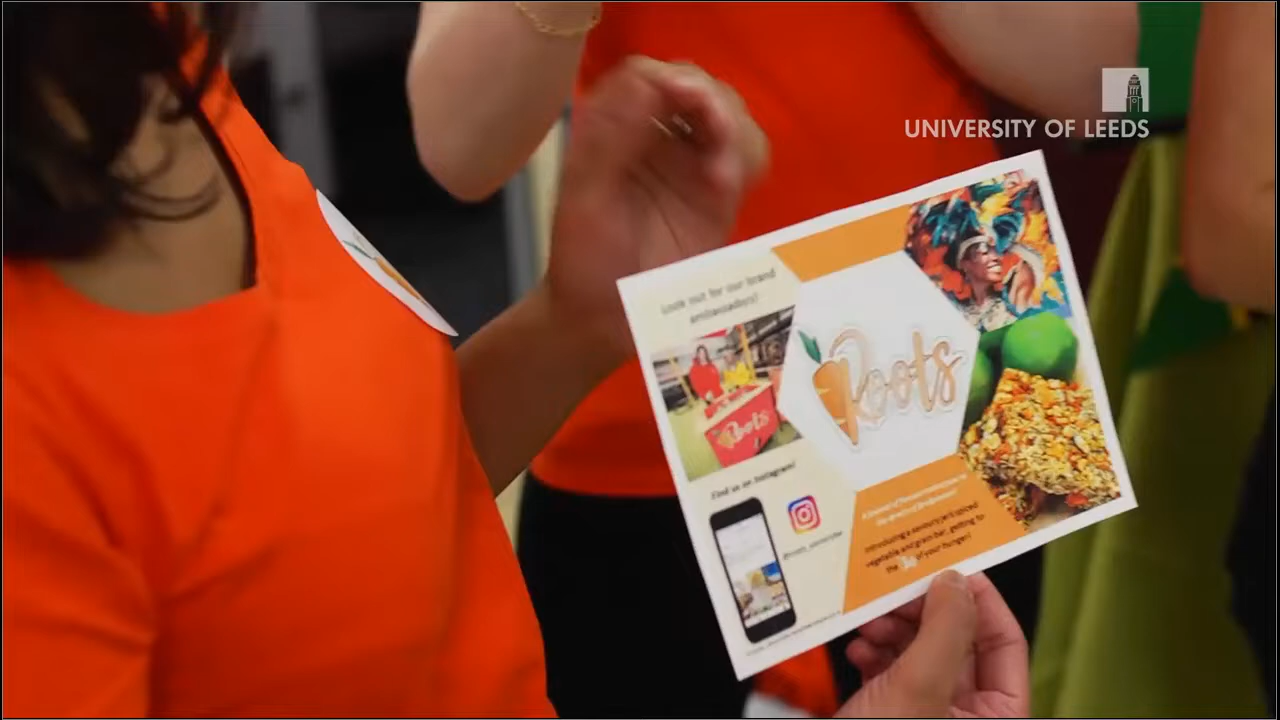 UNIVERSITY OF LEEDS
Look out for our brand
ambassadors!
Roots
Roots
Find us on Instagram!
Introducing a savoury jerk spiced
vegetable and grain bar, getting to
the of your hunger!